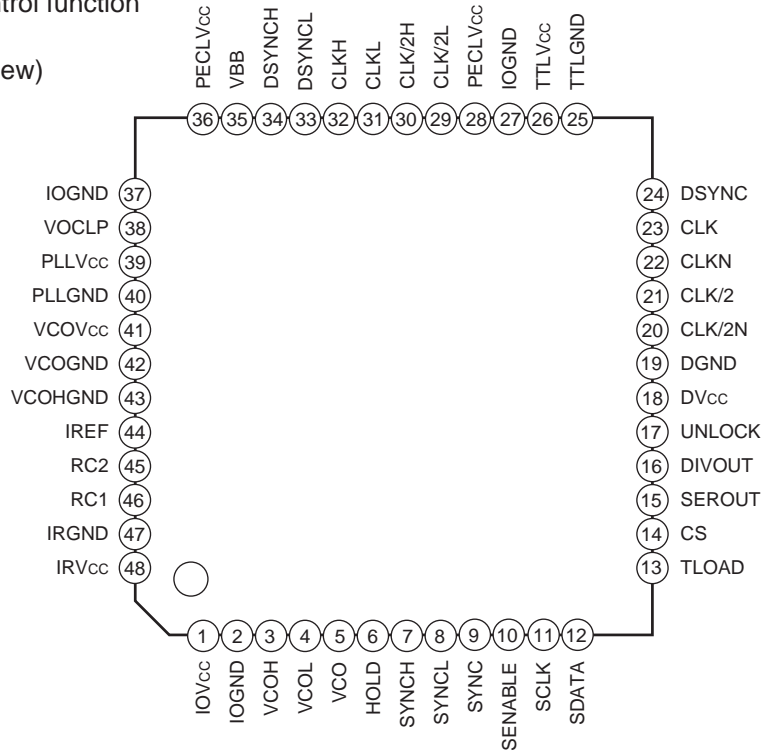 ntrol function
ew)
PECLVcc
VBB
DSYNCH
DSYNCL
CLKH
CLKL
CLK/2H
CLK/2L
PECLVcc
IOGND
TTLVcc
TTLGND
36 35 34 33 32 31 30 29 28 27 26 25
IOGND 37
VOCLP 38
PLLVcc 39
PLLGND 40
VCOVcc 41
VCOGND 42
VCOHGND 43
IREF 44
RC2 45
RC1 46
IRGND 47
IRVcc 48
24 DSYNC
23 CLK
22 CLKN
21 CLK/2
20 CLK/2N
19 DGND
18 DVcc
17 UNLOCK
16 DIVOUT
15 SEROUT
14 CS
13 TLOAD
1 2 3 4 5 6 7 8 9 10 11 12
IOVcc
IOGND
VCOH
VCOL
VCO
HOLD
SYNCH
SYNCL
SYNC
SENABLE
SCLK
SDATA